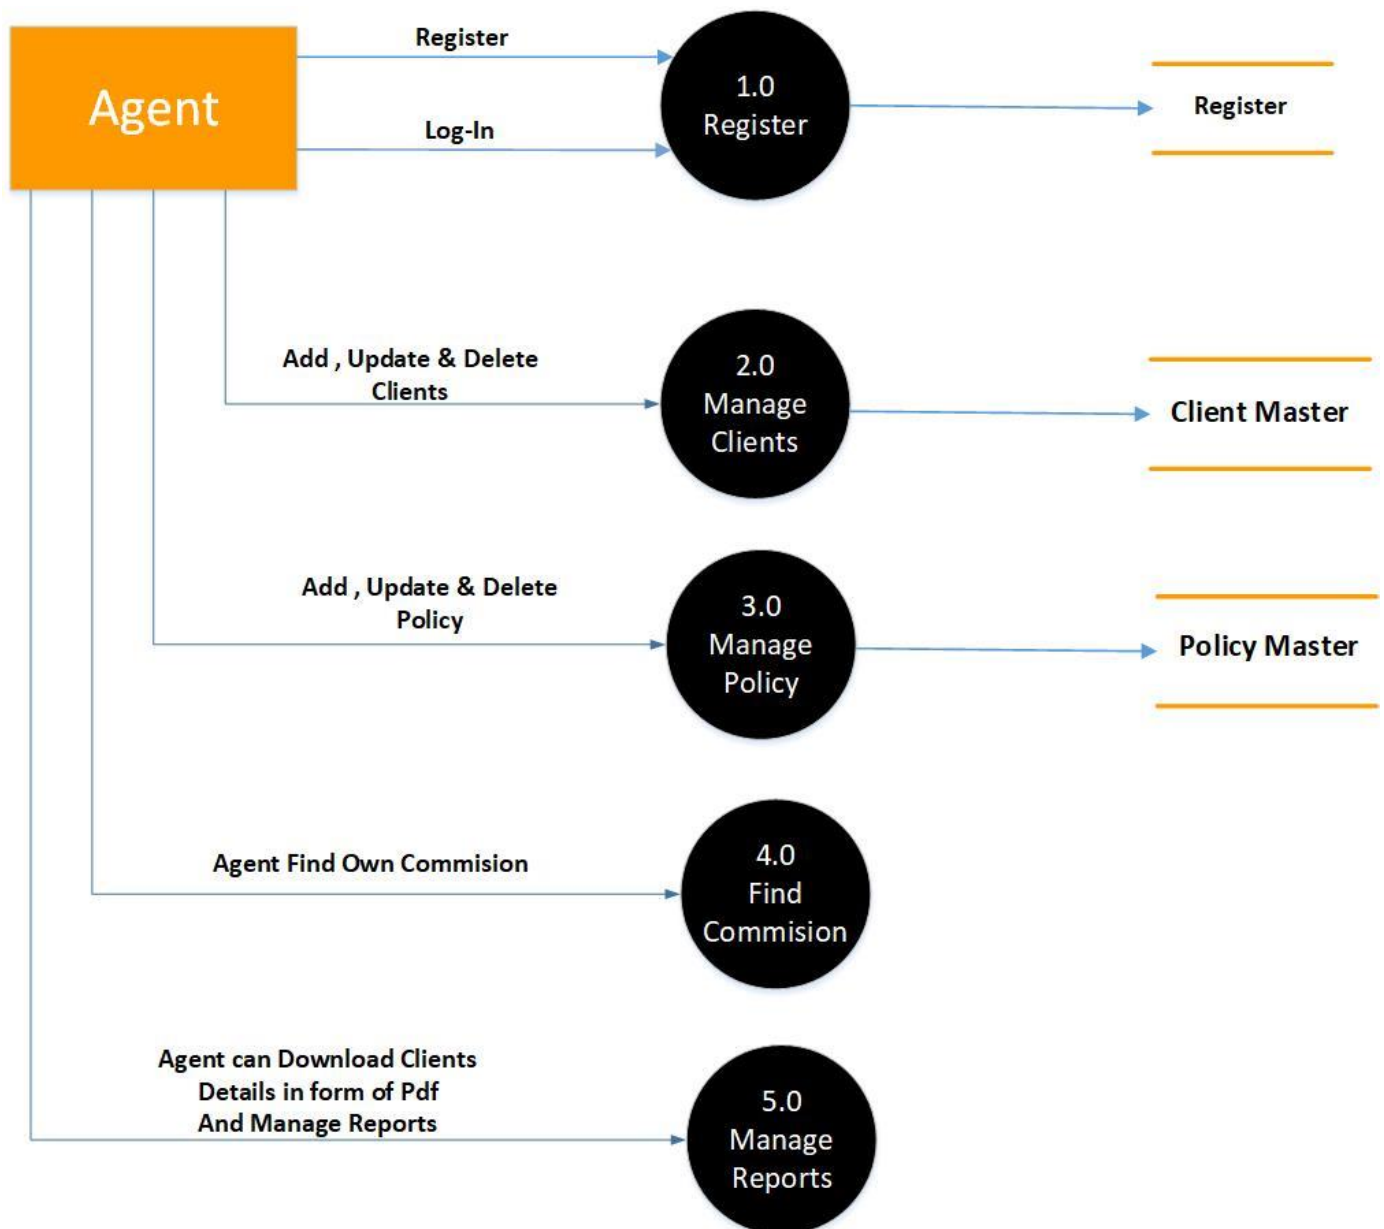 Agent
Register
Log-In
1.0
Register
Register
Add , Update & Delete
Clients
2.0
Manage
Clients
Client Master
Add , Update & Delete
Policy
3.0
Manage
Policy
Policy Master
Agent Find Own Commision
4.0
Find
Commision
Agent can Download Clients
Details in form of Pdf
And Manage Reports
5.0
Manage
Reports